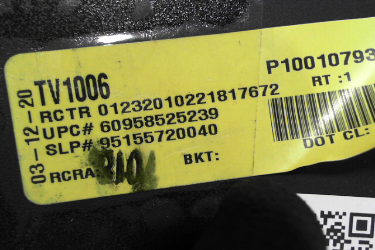 03-12-20
TV1006
RCTR 01232010221817672
UPC# 60958525239
SLP# 95155720040
RCRA:
BKT:
P10010793
RT :1
DOT CL: